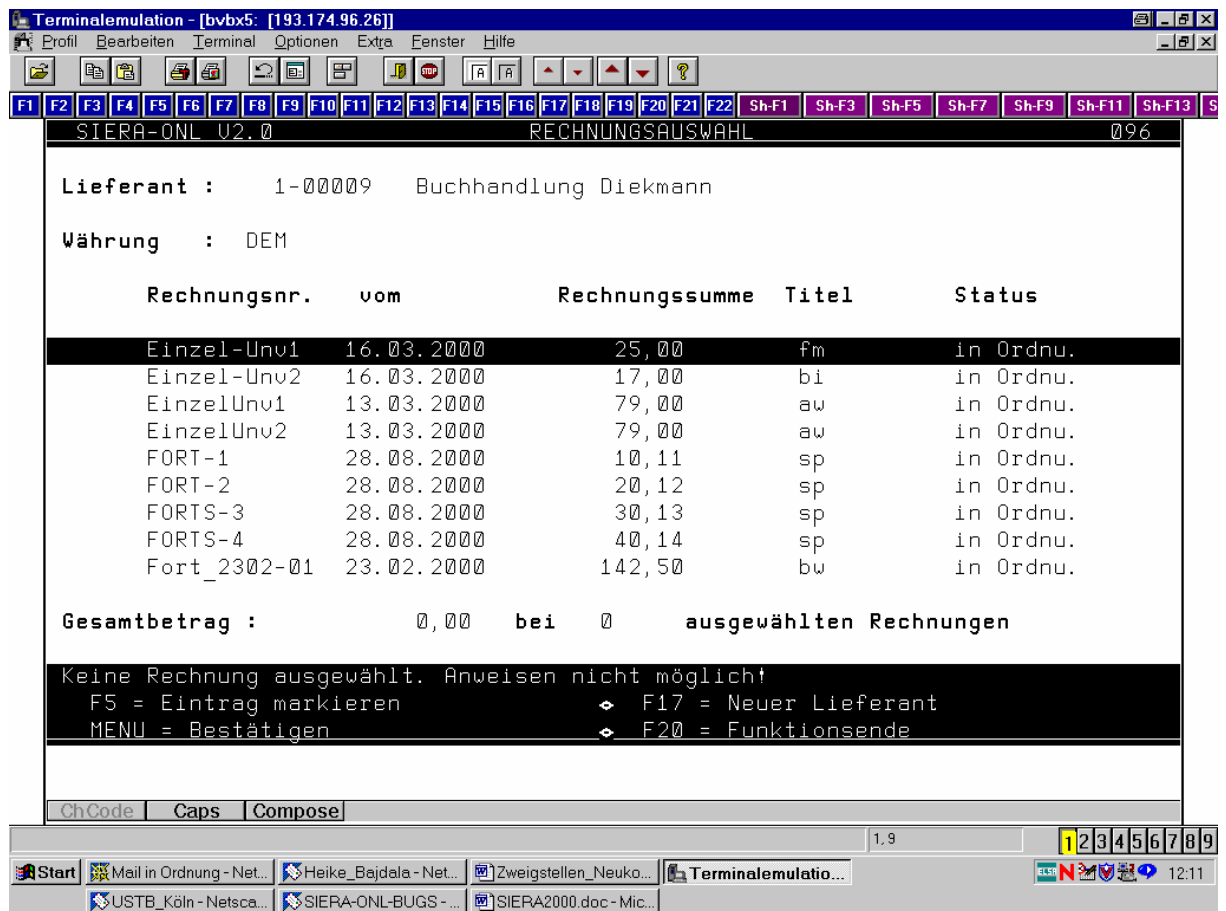 Terminalemulation - [bvbx5: [193.174.96.26]]
Profil Bearbeiten Terminal Optionen Extra Fenster Hilfe
STOP A A ?
F1 F2 F3 F4 F5 F6 F7 F8 F9 F10 F11 F12 F13 F14 F15 F16 F17 F18 F19 F20 F21 F22 Sh-F1 Sh-F3 Sh-F5 Sh-F7 Sh-F9 Sh-F11 Sh-F13 S
SIERA-ONL V2.0 RECHNUNGSAUSWAHL 096
Lieferant : 1-00009 Buchhandlung Diekmann
Währung : DEM
Rechnungsnr. vom Rechnungssumme Titel Status
Einzel-Unv1 16.03.2000 25,00 fm in Ordnu.
Einzel-Unv2 16.03.2000 17,00 bi in Ordnu.
EinzelUnv1 13.03.2000 79,00 aw in Ordnu.
EinzelUnv2 13.03.2000 79,00 aw in Ordnu.
FORT-1 28.08.2000 10,11 sp in Ordnu.
FORT-2 28.08.2000 20,12 sp in Ordnu.
FORTS-3 28.08.2000 30,13 sp in Ordnu.
FORTS-4 28.08.2000 40,14 sp in Ordnu.
Fort_2302-01 23.02.2000 142,50 bw in Ordnu.
Gesamtbetrag : 0,00 bei 0 ausgewählten Rechnungen
Keine Rechnung ausgewählt. Anweisen nicht möglich!
F5 = Eintrag markieren F17 = Neuer Lieferant
MENU = Bestätigen F20 = Funktionsende
ChCode Caps Compose
1,9 1 2 3 4 5 6 7 8 9
Start Mail in Ordnung - Net... Heike_Bajdala - Net... Zweigstellen_Neuko... Terminalemulatio... N 12:11
USTB_Köln - Netsca... SIERA-ONL-BUGS - ... SIERA2000.doc - Mic...